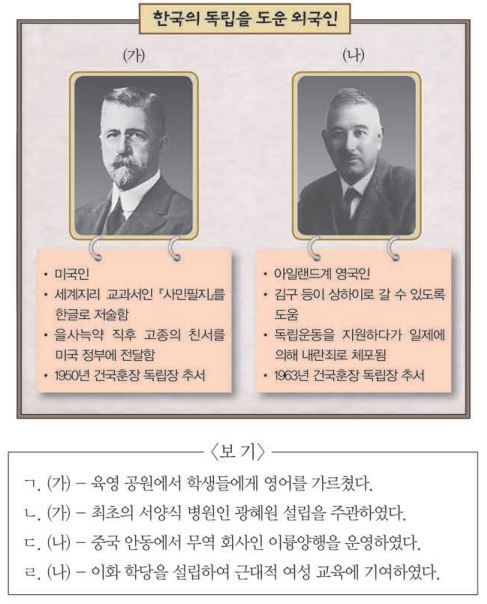 한국의 독립을 도운 외국인
(가)
• 미국인
• 세계지리 교과서인 『사민필지』를
한글로 저술함
• 을사늑약 직후 고종의 친서를
미국 정부에 전달함
• 1950년 건국훈장 독립장 추서
(나)
• 아일랜드계 영국인
• 김구 등이 상하이로 갈 수 있도록
도움
• 독립운동을 지원하다가 일제에
의해 내란죄로 체포됨
• 1963년 건국훈장 독립장 추서
〈보 기〉
ㄱ. (가) - 육영 공원에서 학생들에게 영어를 가르쳤다.
ㄴ. (가) - 최초의 서양식 병원인 광혜원 설립을 주관하였다.
ㄷ. (나) - 중국 안동에서 무역 회사인 이륭양행을 운영하였다.
ㄹ. (나) - 이화 학당을 설립하여 근대적 여성 교육에 기여하였다.